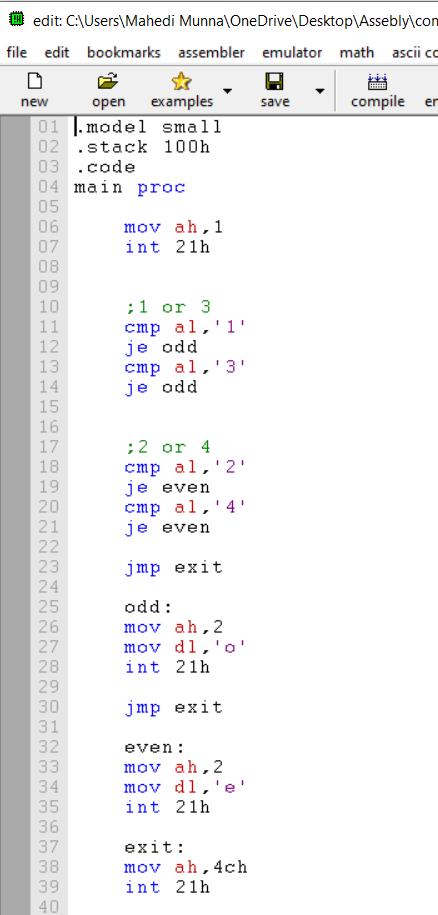 edit: C:\Users\Mahedi Munna\OneDrive\Desktop\Assebly\con
file edit bookmarks assembler emulator math ascii co
new open examples save compile en
01 .model small
02 .stack 100h
03 .code
04 main proc
05
06 mov ah,1
07 int 21h
08
09
10 ;1 or 3
11 cmp al,'1'
12 je odd
13 cmp al,'3'
14 je odd
15
16
17 ;2 or 4
18 cmp al,'2'
19 je even
20 cmp al,'4'
21 je even
22
23 jmp exit
24
25 odd:
26 mov ah,2
27 mov dl,'o'
28 int 21h
29
30 jmp exit
31
32 even:
33 mov ah,2
34 mov dl,'e'
35 int 21h
36
37 exit:
38 mov ah,4ch
39 int 21h
40